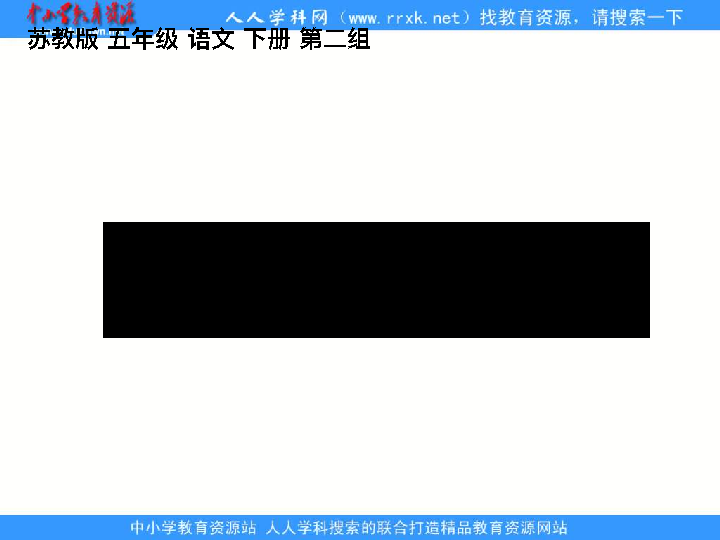 中小学教育资源
人人学科网（www.rrxk.net）找教育资源，请搜索一下
苏教版 五年级 语文 下册 第二组
中小学教育资源站 人人学科搜索的联合打造精品教育资源网站